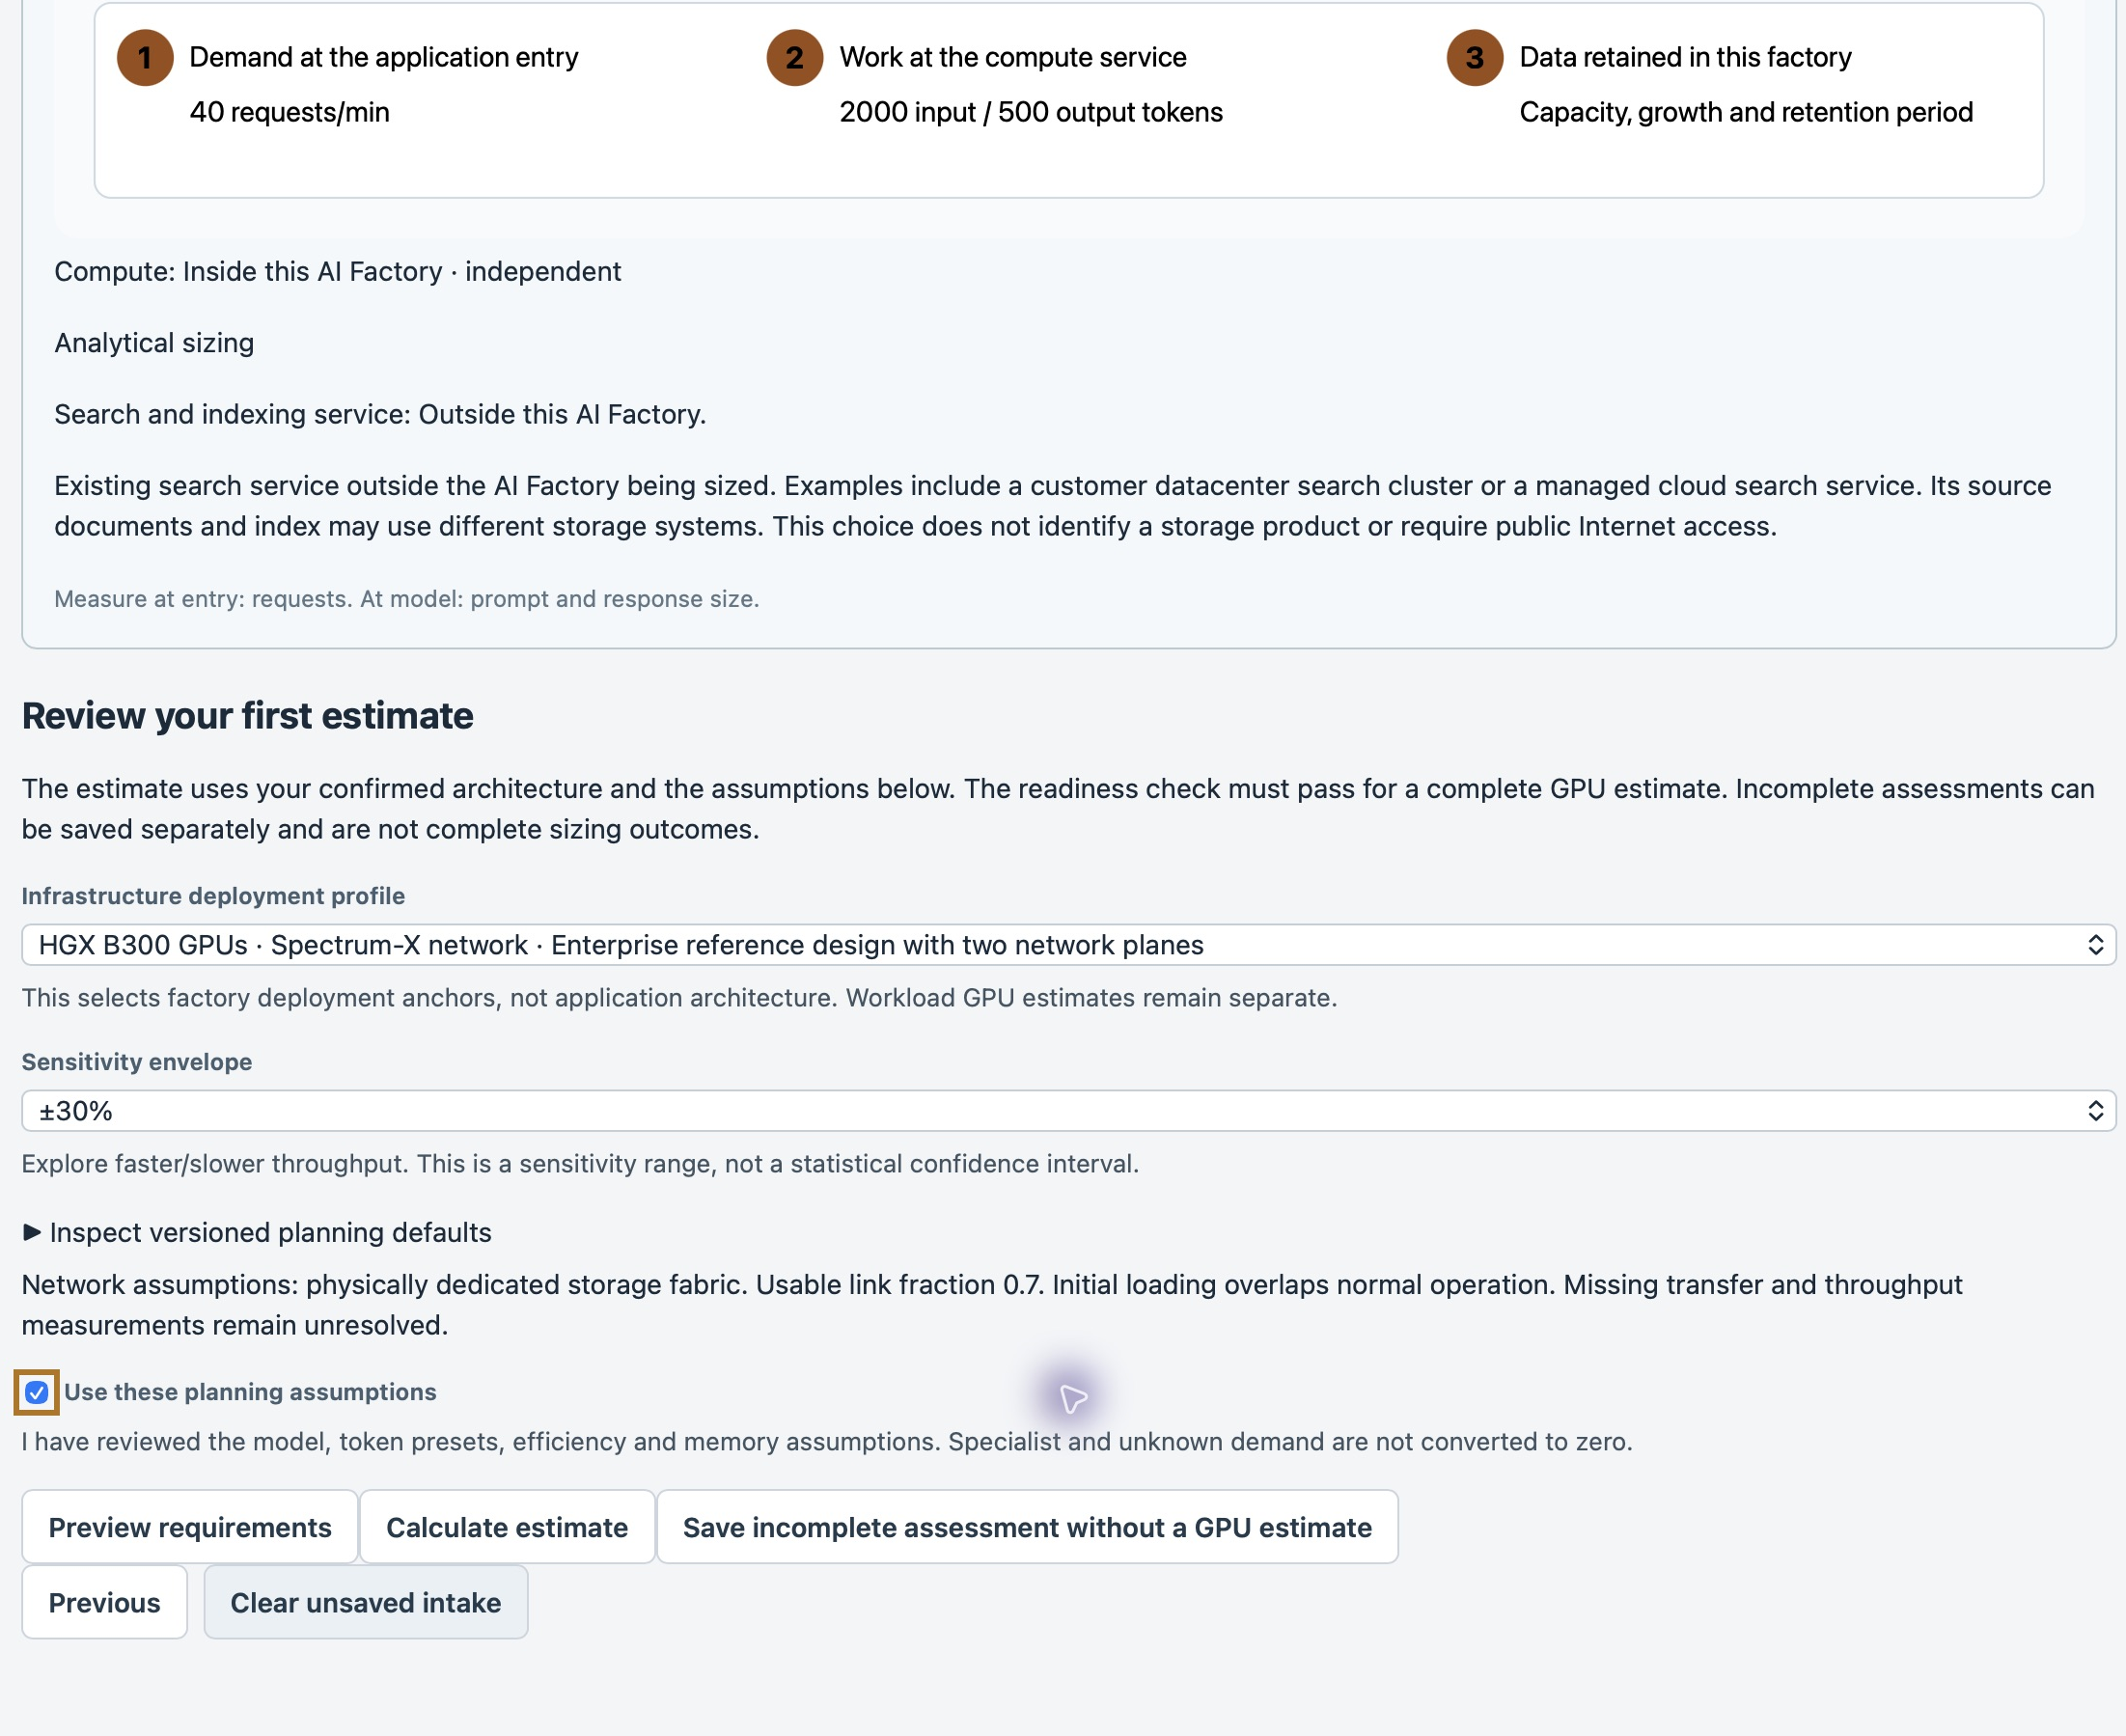 1 Demand at the application entry
40 requests/min
2 Work at the compute service
2000 input / 500 output tokens
3 Data retained in this factory
Capacity, growth and retention period
Compute: Inside this AI Factory · independent
Analytical sizing
Search and indexing service: Outside this AI Factory.
Existing search service outside the AI Factory being sized. Examples include a customer datacenter search cluster or a managed cloud search service. Its source
documents and index may use different storage systems. This choice does not identify a storage product or require public Internet access.
Measure at entry: requests. At model: prompt and response size.
Review your first estimate
The estimate uses your confirmed architecture and the assumptions below. The readiness check must pass for a complete GPU estimate. Incomplete assessments can
be saved separately and are not complete sizing outcomes.
Infrastructure deployment profile
HGX B300 GPUs · Spectrum-X network · Enterprise reference design with two network planes
This selects factory deployment anchors, not application architecture. Workload GPU estimates remain separate.
Sensitivity envelope
±30%
Explore faster/slower throughput. This is a sensitivity range, not a statistical confidence interval.
Inspect versioned planning defaults
Network assumptions: physically dedicated storage fabric. Usable link fraction 0.7. Initial loading overlaps normal operation. Missing transfer and throughput
measurements remain unresolved.
Use these planning assumptions
I have reviewed the model, token presets, efficiency and memory assumptions. Specialist and unknown demand are not converted to zero.
Preview requirements
Calculate estimate
Save incomplete assessment without a GPU estimate
Previous
Clear unsaved intake